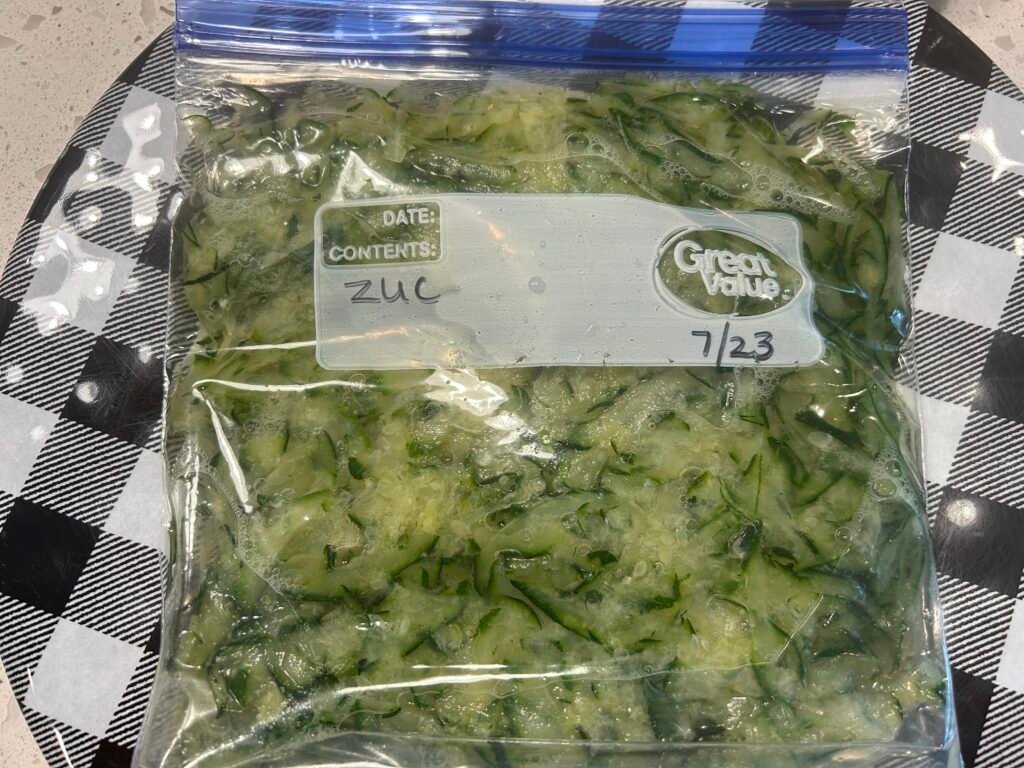 DATE:
CONTENTS:
Great
Value
ZUC
7/23